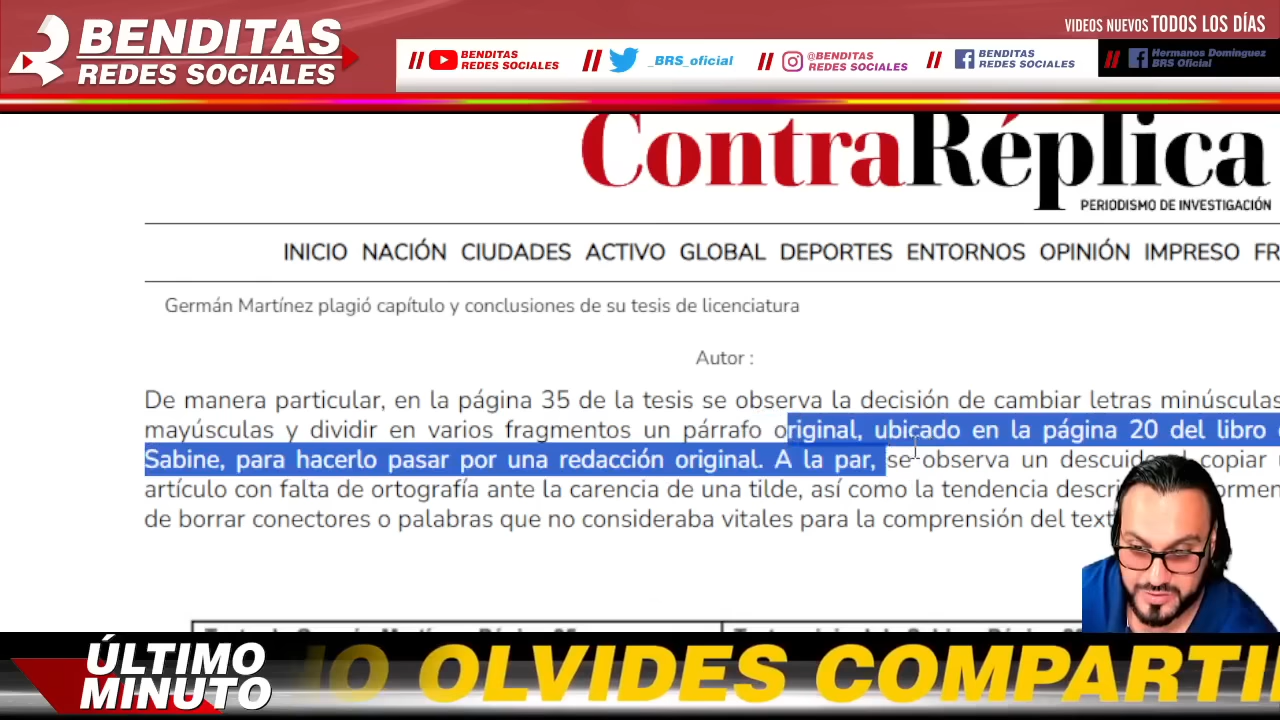 BENDITAS
REDES SOCIALES
VIDEOS NUEVOS TODOS LOS DÍAS
// BENDITAS REDES SOCIALES
// _BRS_oficial
// @BENDITAS REDES SOCIALES
// BENDITAS REDES SOCIALES
// Hermanos Dominguez BRS Oficial
ContraRéplica
PERIODISMO DE INVESTIGACIÓN
INICIO NACIÓN CIUDADES ACTIVO GLOBAL DEPORTES ENTORNOS OPINIÓN IMPRESO FR
Germán Martínez plagió capítulo y conclusiones de su tesis de licenciatura
Autor :
De manera particular, en la página 35 de la tesis se observa la decisión de cambiar letras minúsculas
mayúsculas y dividir en varios fragmentos un párrafo original, ubicado en la página 20 del libro
Sabine, para hacerlo pasar por una redacción original. A la par, se observa un descuido al copiar
artículo con falta de ortografía ante la carencia de una tilde, así como la tendencia
de borrar conectores o palabras que no consideraba vitales para la comprensión del
ÚLTIMO
MINUTO
IO OLVIDES COMPARTI